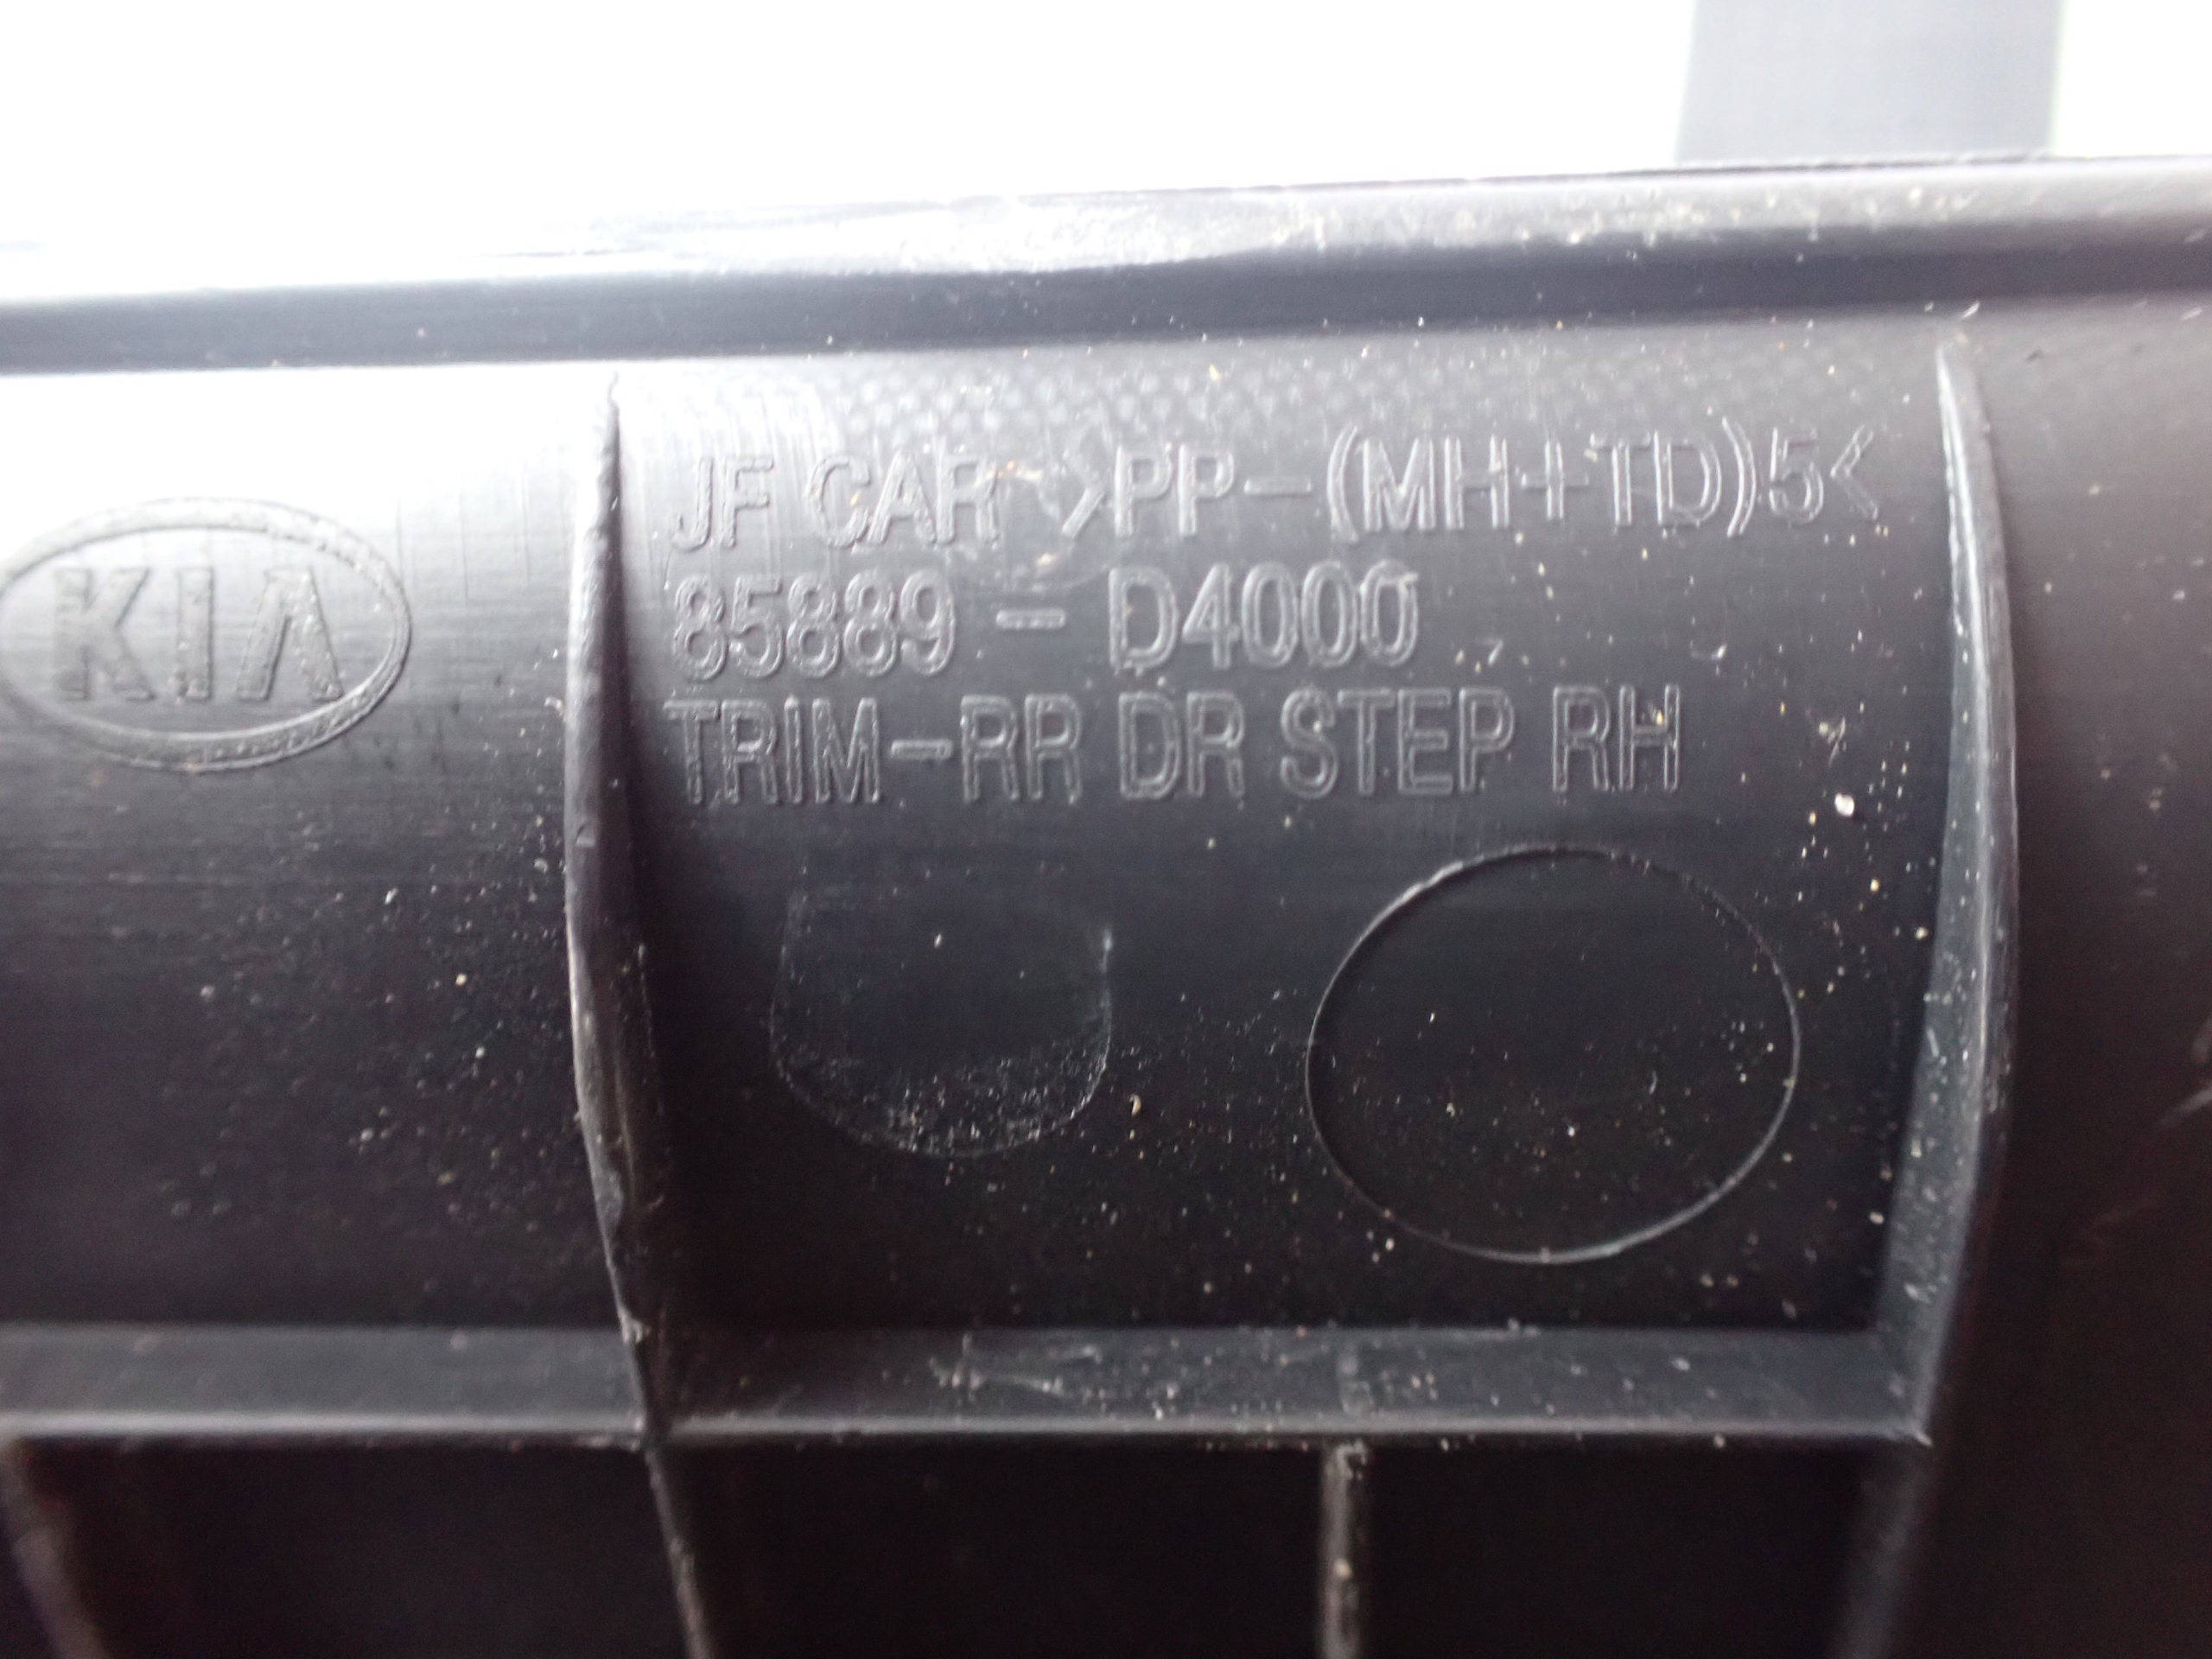 KIA
JF CAR >PP-(MH+TD)5<
85889 - D4000
TRIM-RR DR STEP RH